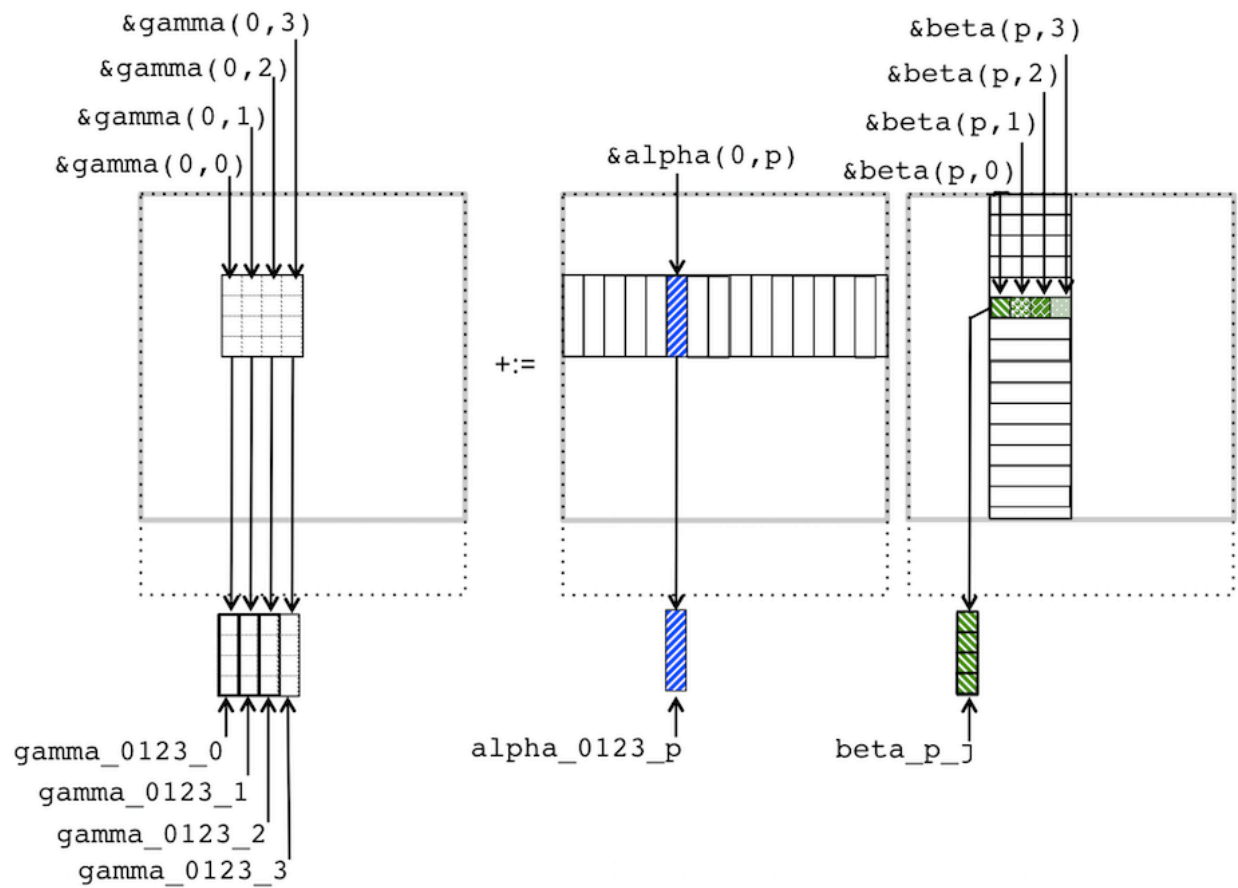 &gamma(0,3)
&gamma(0,2)
&gamma(0,1)
&gamma(0,0)
&alpha(0,p)
&beta(p,3)
&beta(p,2)
&beta(p,1)
&beta(p,0)
+:=
gamma_0123_0
gamma_0123_1
gamma_0123_2
gamma_0123_3
alpha_0123_p
beta_p_j